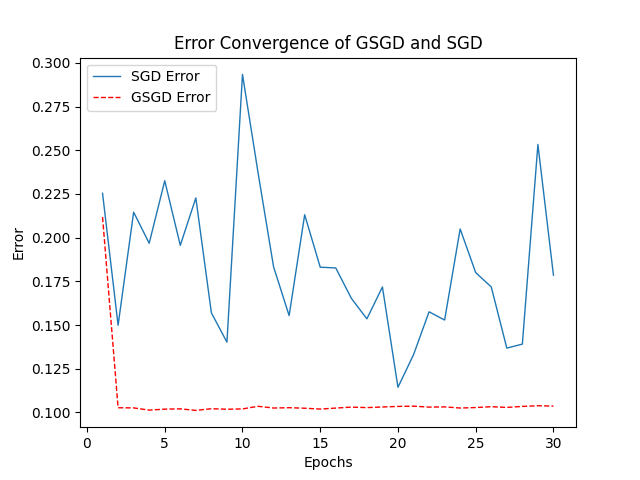 Error Convergence of GSGD and SGD
SGD Error
GSGD Error
0.300
0.275
0.250
0.225
0.200
0.175
0.150
0.125
0.100
Error
0 5 10 15 20 25 30
Epochs